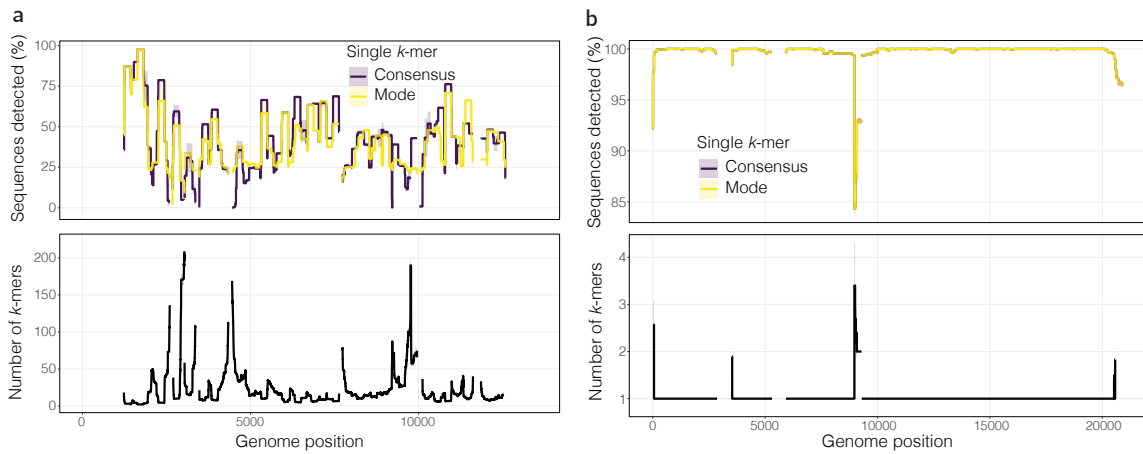 a
Sequences detected (%)
100
75
50
25
0
Single k-mer
Consensus
Mode
Number of k-mers
200
150
100
50
0
0 5000 10000
Genome position
b
Sequences detected (%)
100
95
90
85
Single k-mer
Consensus
Mode
Number of k-mers
4
3
2
1
0 5000 10000 15000 20000
Genome position